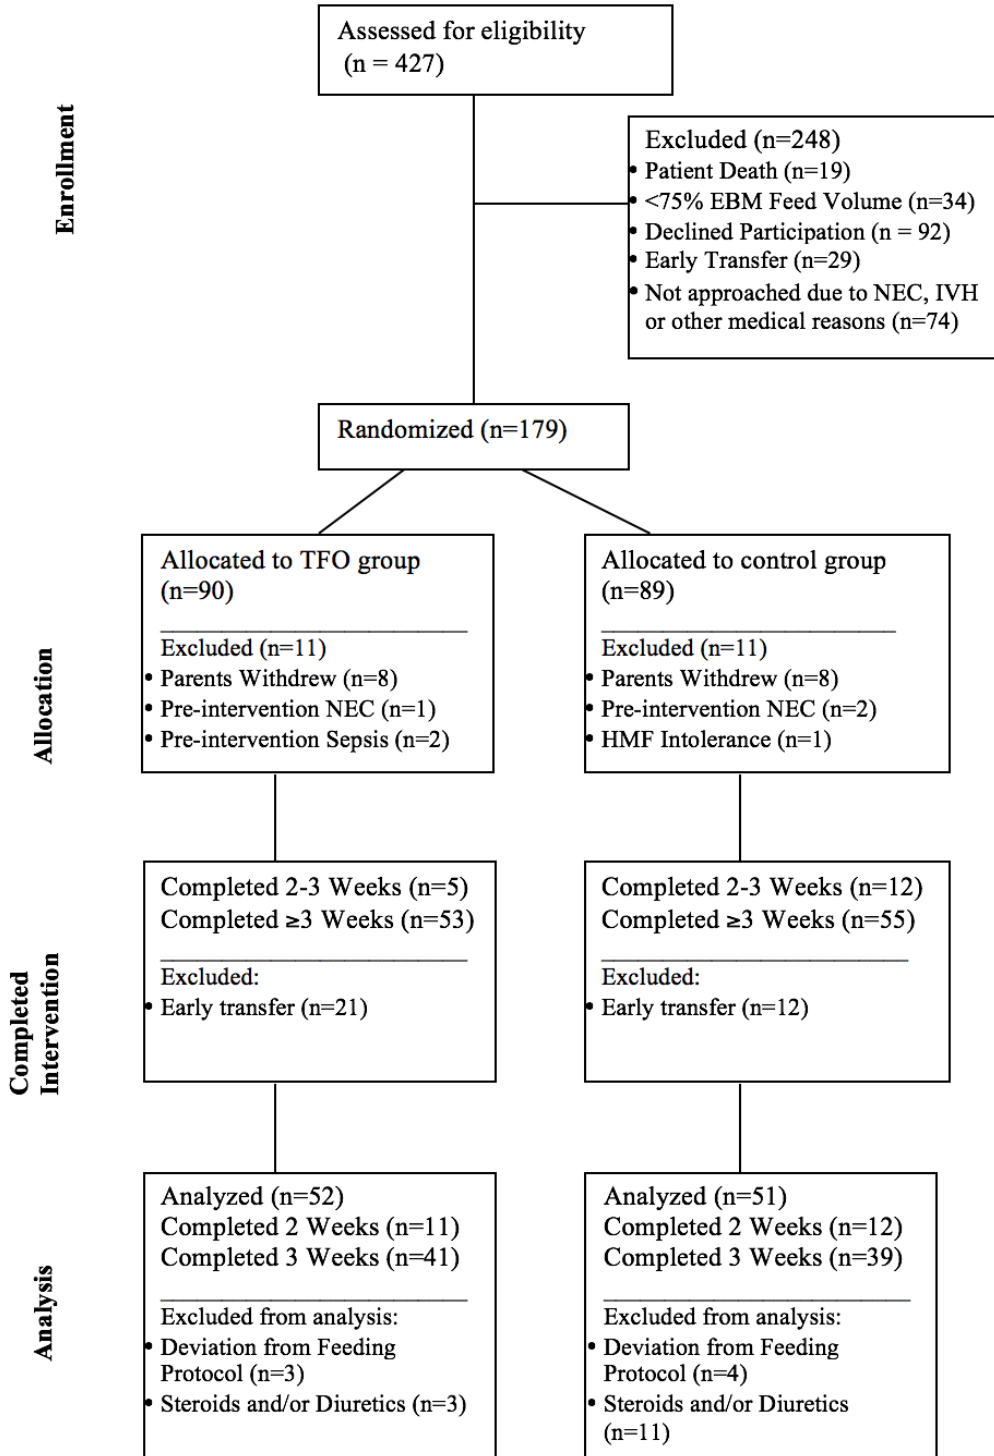 Assessed for eligibility
(n = 427)
Enrollment
Excluded (n=248)
• Patient Death (n=19)
• <75% EBM Feed Volume (n=34)
• Declined Participation (n = 92)
• Early Transfer (n=29)
• Not approached due to NEC, IVH
or other medical reasons (n=74)
Randomized (n=179)
Allocation
Allocated to TFO group
(n=90)
Excluded (n=11)
• Parents Withdrew (n=8)
• Pre-intervention NEC (n=1)
• Pre-intervention Sepsis (n=2)
Allocated to control group
(n=89)
Excluded (n=11)
• Parents Withdrew (n=8)
• Pre-intervention NEC (n=2)
• HMF Intolerance (n=1)
Completed
Intervention
Completed 2-3 Weeks (n=5)
Completed ≥3 Weeks (n=53)
Excluded:
• Early transfer (n=21)
Completed 2-3 Weeks (n=12)
Completed ≥3 Weeks (n=55)
Excluded:
• Early transfer (n=12)
Analysis
Analyzed (n=52)
Completed 2 Weeks (n=11)
Completed 3 Weeks (n=41)
Excluded from analysis:
• Deviation from Feeding
Protocol (n=3)
• Steroids and/or Diuretics (n=3)
Analyzed (n=51)
Completed 2 Weeks (n=12)
Completed 3 Weeks (n=39)
Excluded from analysis:
• Deviation from Feeding
Protocol (n=4)
• Steroids and/or Diuretics
(n=11)